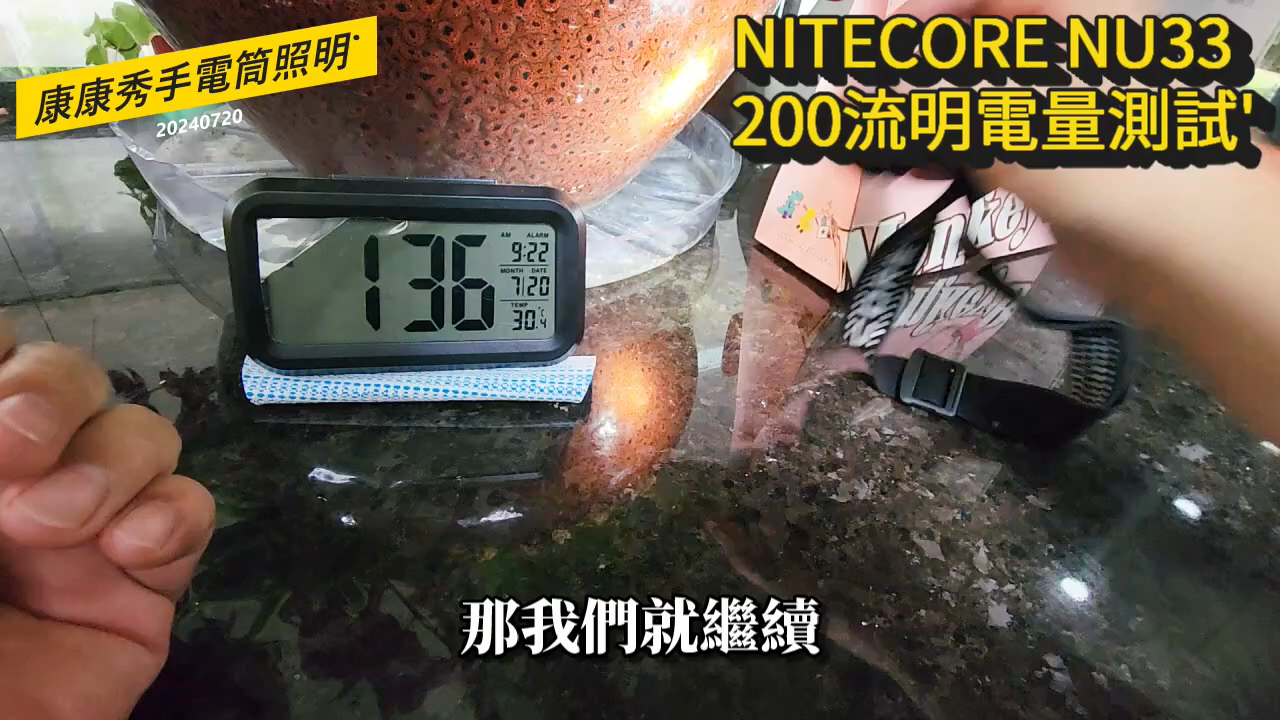 康康秀手電筒照明
20240720
NITECORE NU33
200流明電量測試'
136
AM ALARM
9:22
MONTH DATE
7|20
TEMP
30.4°C
Monkey
那我們就繼續